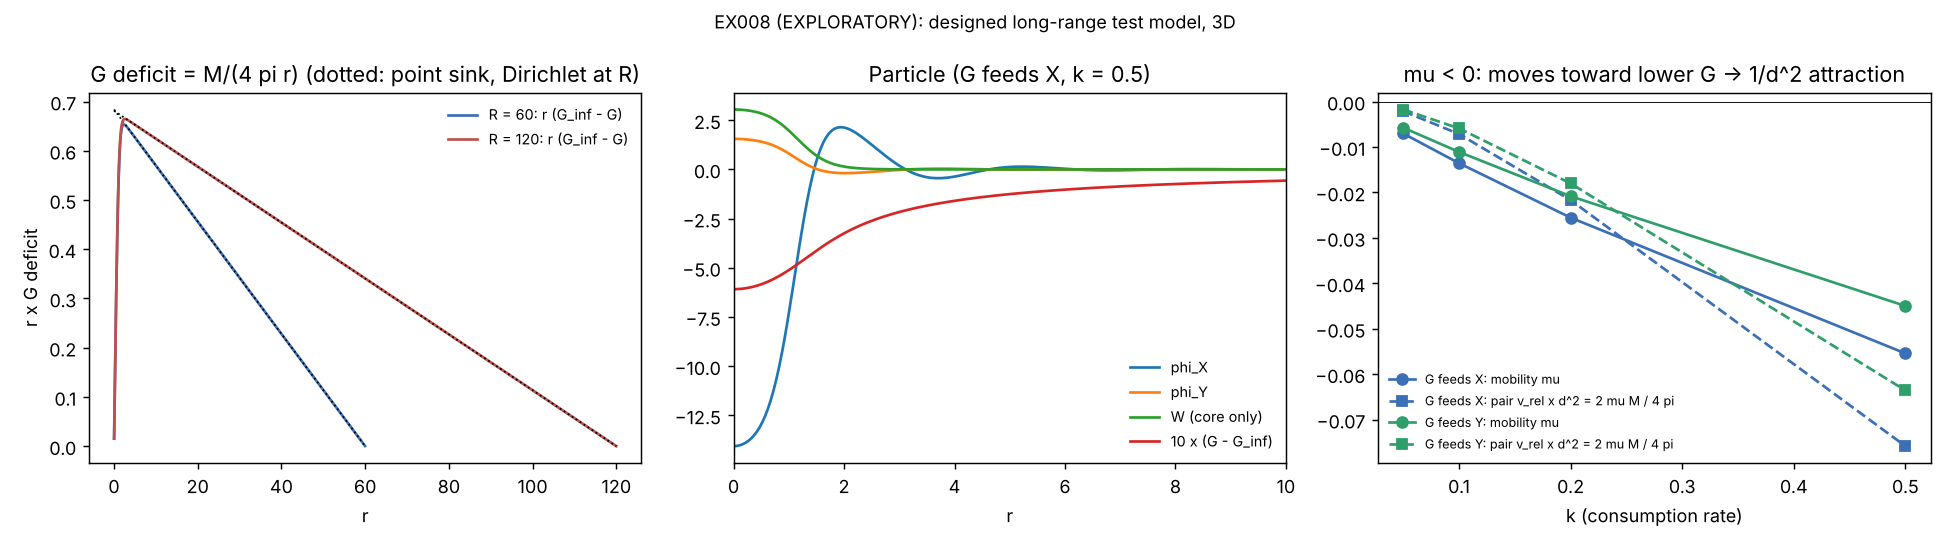 EX008 (EXPLORATORY): designed long-range test model, 3D
G deficit = M/(4 pi r) (dotted: point sink, Dirichlet at R)
0.7
0.6
0.5
0.4
0.3
0.2
0.1
0.0
r x G deficit
R = 60: r (G_inf - G)
R = 120: r (G_inf - G)
0 20 40 60 80 100 120
r
Particle (G feeds X, k = 0.5)
2.5
0.0
−2.5
−5.0
−7.5
−10.0
−12.5
phi_X
phi_Y
W (core only)
10 x (G - G_inf)
0 2 4 6 8 10
r
mu < 0: moves toward lower G → 1/d^2 attraction
0.00
−0.01
−0.02
−0.03
−0.04
−0.05
−0.06
−0.07
G feeds X: mobility mu
G feeds X: pair v_rel x d^2 = 2 mu M / 4 pi
G feeds Y: mobility mu
G feeds Y: pair v_rel x d^2 = 2 mu M / 4 pi
0.1 0.2 0.3 0.4 0.5
k (consumption rate)